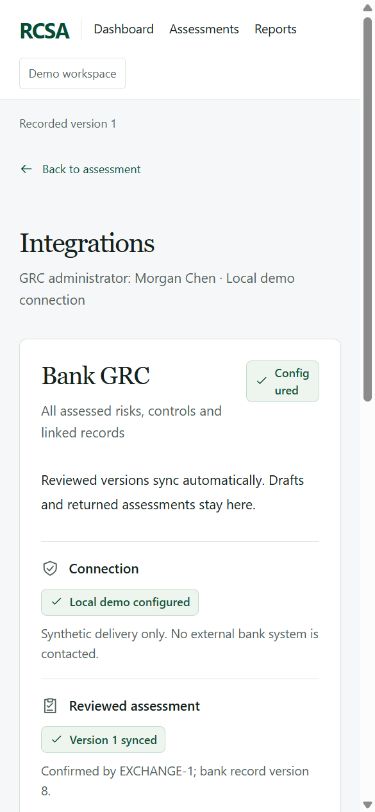 RCSA Dashboard Assessments Reports
Demo workspace
Recorded version 1
← Back to assessment
Integrations
GRC administrator: Morgan Chen · Local demo
connection
Bank GRC
Config
ured
All assessed risks, controls and
linked records
Reviewed versions sync automatically. Drafts
and returned assessments stay here.
Connection
Local demo configured
Synthetic delivery only. No external bank system is
contacted.
Reviewed assessment
Version 1 synced
Confirmed by EXCHANGE-1; bank record version
8.